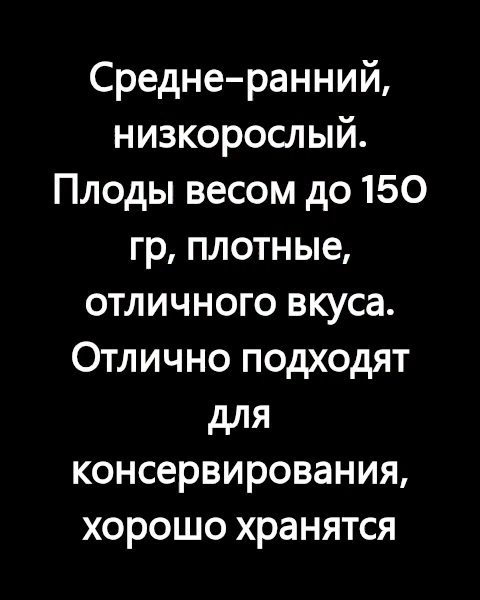 Средне-ранний,
низкорослый.
Плоды весом до 150
гр, плотные,
отличного вкуса.
Отлично подходят
для
консервирования,
хорошо хранятся